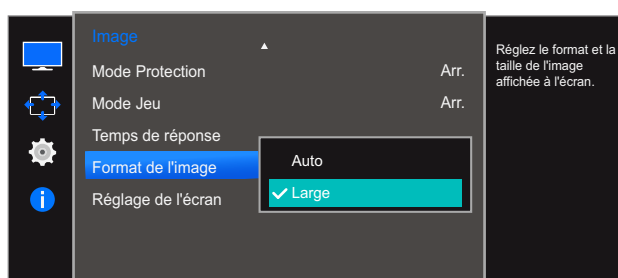 Image
Mode Protection Arr.
Mode Jeu Arr.
Temps de réponse
Format de l'image
Réglage de l'écran
Auto
Large
Réglez le format et la
taille de l'image
affichée à l'écran.